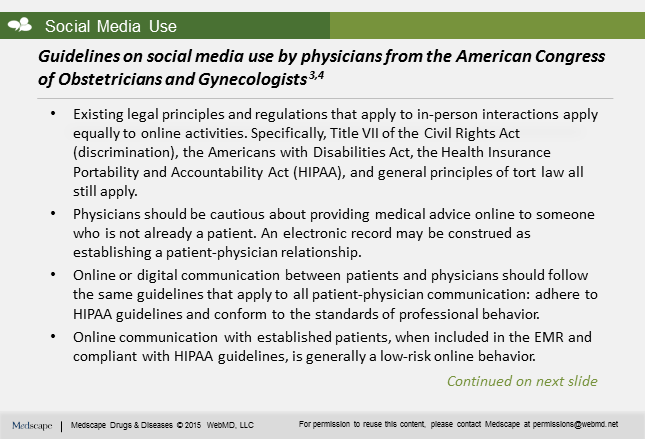 Social Media Use
Guidelines on social media use by physicians from the American Congress
of Obstetricians and Gynecologists 3,4
• Existing legal principles and regulations that apply to in-person interactions apply
equally to online activities. Specifically, Title VII of the Civil Rights Act
(discrimination), the Americans with Disabilities Act, the Health Insurance
Portability and Accountability Act (HIPAA), and general principles of tort law all
still apply.
• Physicians should be cautious about providing medical advice online to someone
who is not already a patient. An electronic record may be construed as
establishing a patient-physician relationship.
• Online or digital communication between patients and physicians should follow
the same guidelines that apply to all patient-physician communication: adhere to
HIPAA guidelines and conform to the standards of professional behavior.
• Online communication with established patients, when included in the EMR and
compliant with HIPAA guidelines, is generally a low-risk online behavior.
Continued on next slide
Medscape | Medscape Drugs & Diseases © 2015 WebMD, LLC For permission to reuse this content, please contact Medscape at permissions@webmd.net